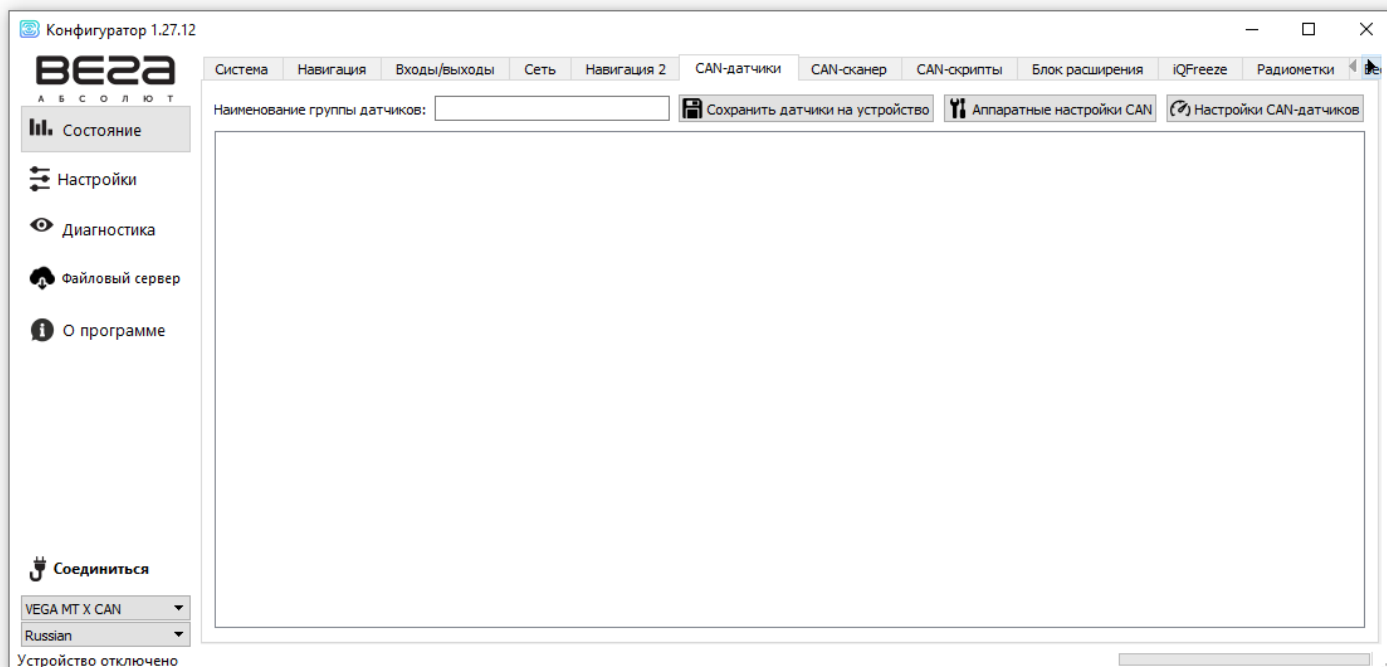 Конфигуратор 1.27.12
ВЕГА
АБСОЛЮТ
Система Навигация Входы/выходы Сеть Навигация 2 CAN-датчики CAN-сканер CAN-скрипты Блок расширения iQFreeze Радиометки
Наименование группы датчиков: Сохранить датчики на устройство Аппаратные настройки CAN Настройки CAN-датчиков
Состояние
Настройки
Диагностика
Файловый сервер
О программе
Соединиться
VEGA MT X CAN
Russian
Устройство отключено